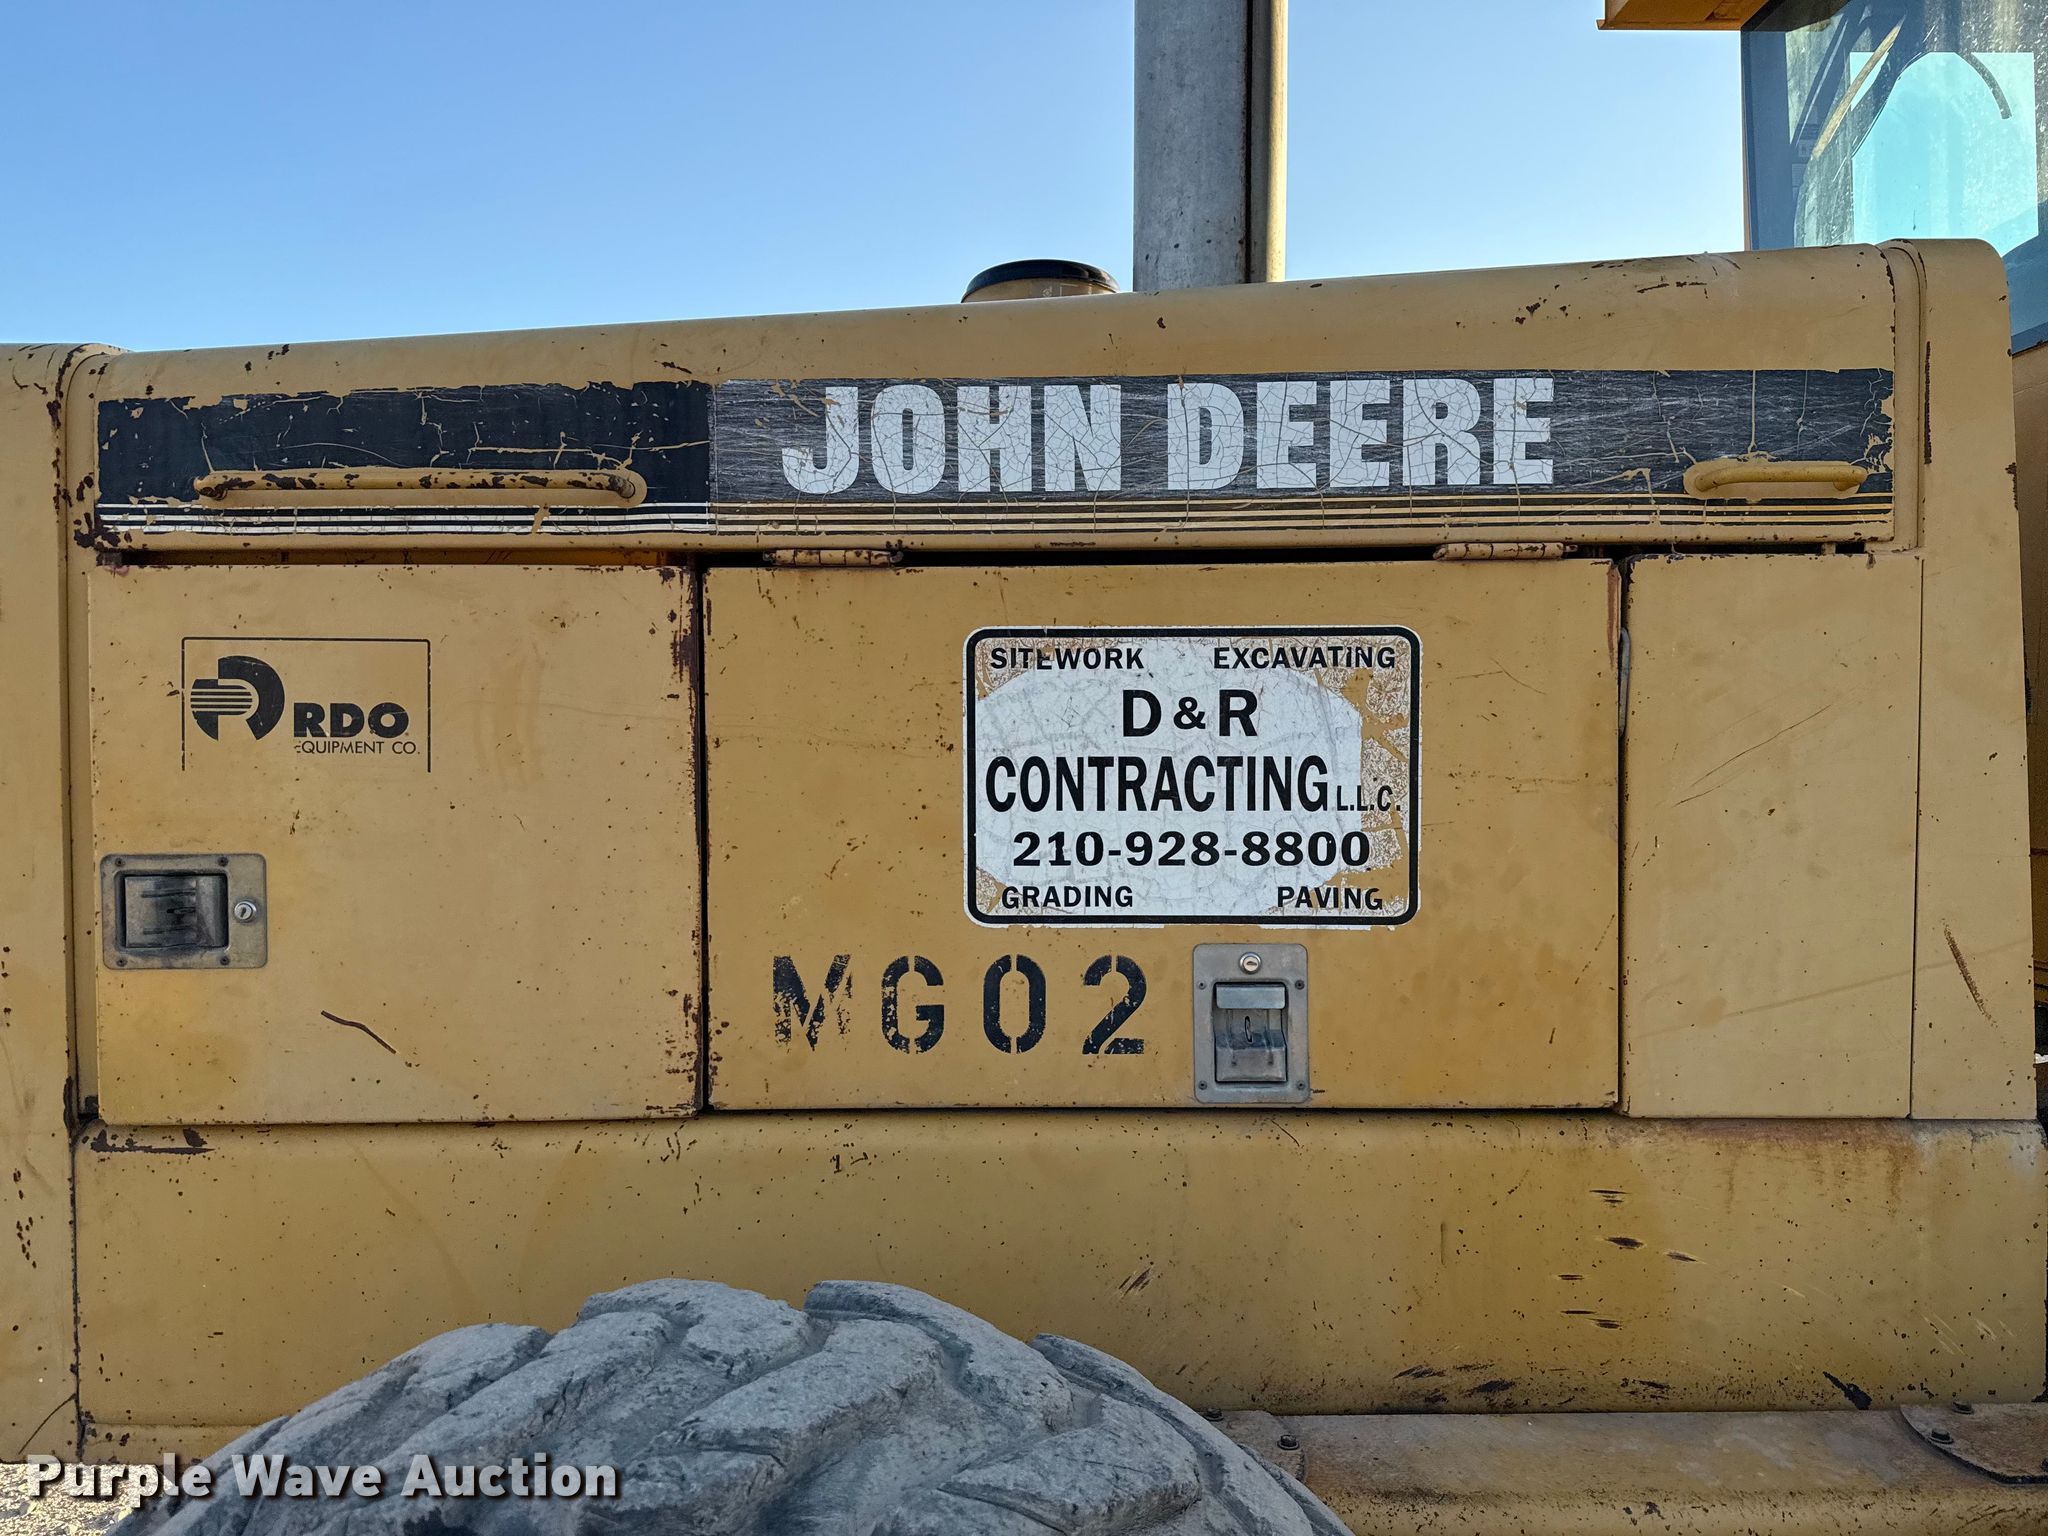 JOHN DEERE
RDO
EQUIPMENT CO.
SITEWORK EXCAVATING
D & R
CONTRACTING L.L.C.
210-928-8800
GRADING PAVING
MG02
Purple Wave Auction